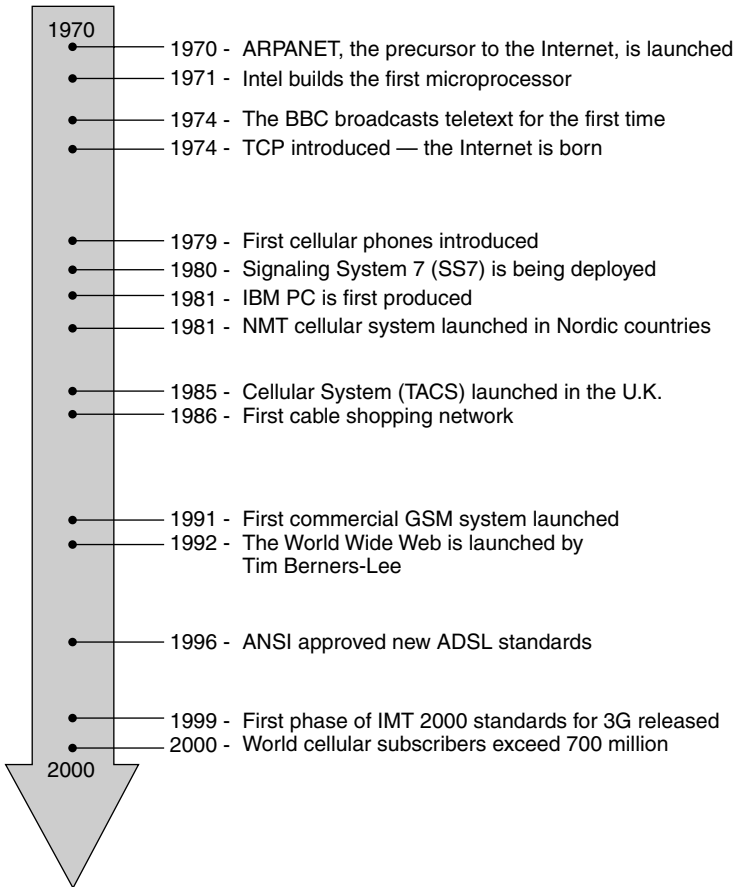 1970
1970 - ARPANET, the precursor to the Internet, is launched
1971 - Intel builds the first microprocessor
1974 - The BBC broadcasts teletext for the first time
1974 - TCP introduced — the Internet is born
1979 - First cellular phones introduced
1980 - Signaling System 7 (SS7) is being deployed
1981 - IBM PC is first produced
1981 - NMT cellular system launched in Nordic countries
1985 - Cellular System (TACS) launched in the U.K.
1986 - First cable shopping network
1991 - First commercial GSM system launched
1992 - The World Wide Web is launched by
Tim Berners-Lee
1996 - ANSI approved new ADSL standards
1999 - First phase of IMT 2000 standards for 3G released
2000 - World cellular subscribers exceed 700 million
2000